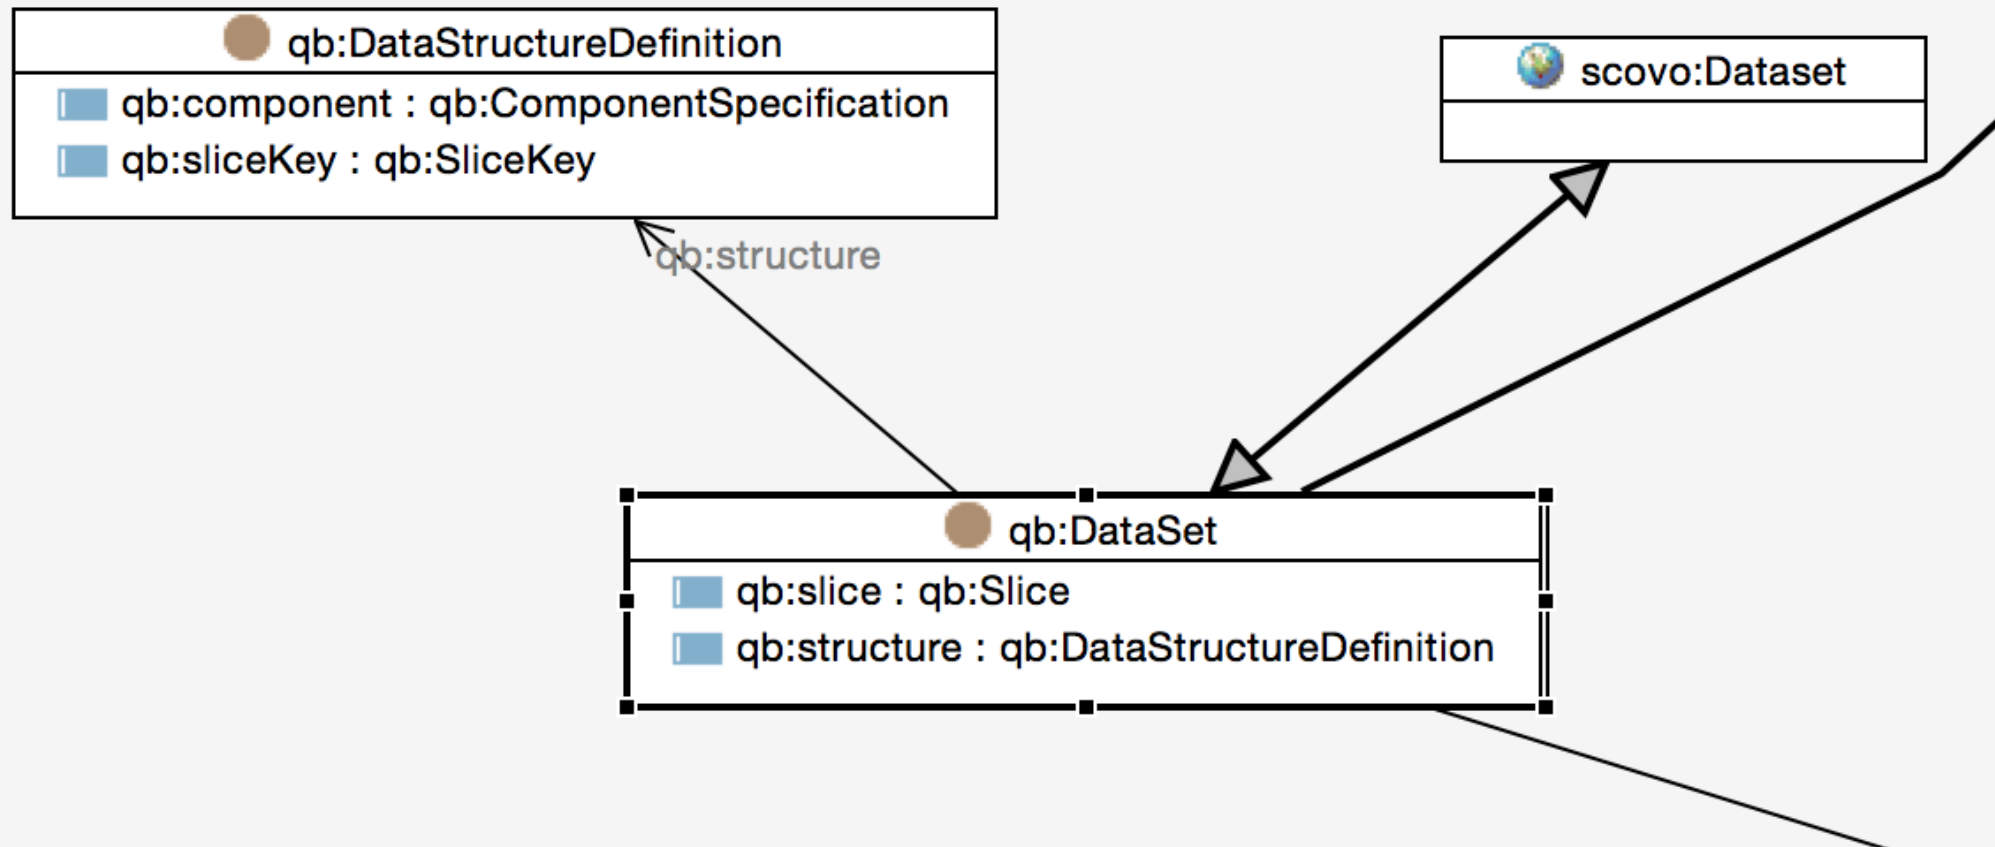 qb:DataStructureDefinition
qb:component : qb:ComponentSpecification
qb:sliceKey : qb:SliceKey
scovo:Dataset
qb:structure
qb:DataSet
qb:slice : qb:Slice
qb:structure : qb:DataStructureDefinition